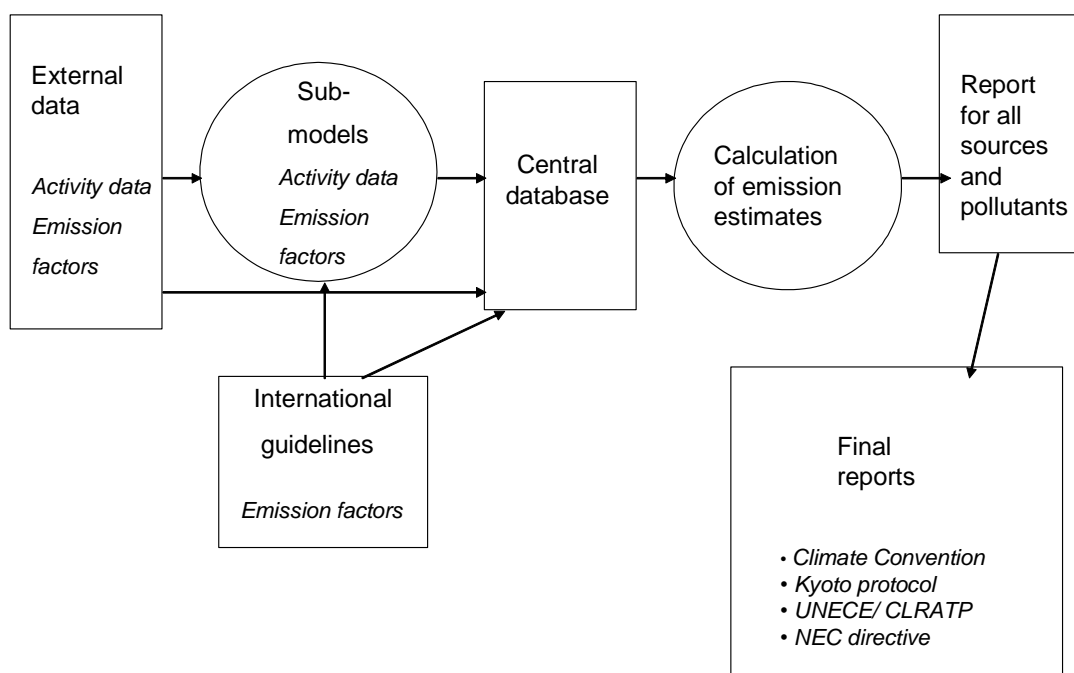 External
data
Activity data
Emission
factors
Sub-
models
Activity data
Emission
factors
Central
database
Calculation
of emission
estimates
Report
for all
sources
and
pollutants
International
guidelines
Emission factors
Final
reports
• Climate Convention
• Kyoto protocol
• UNECE/ CLRATP
• NEC directive